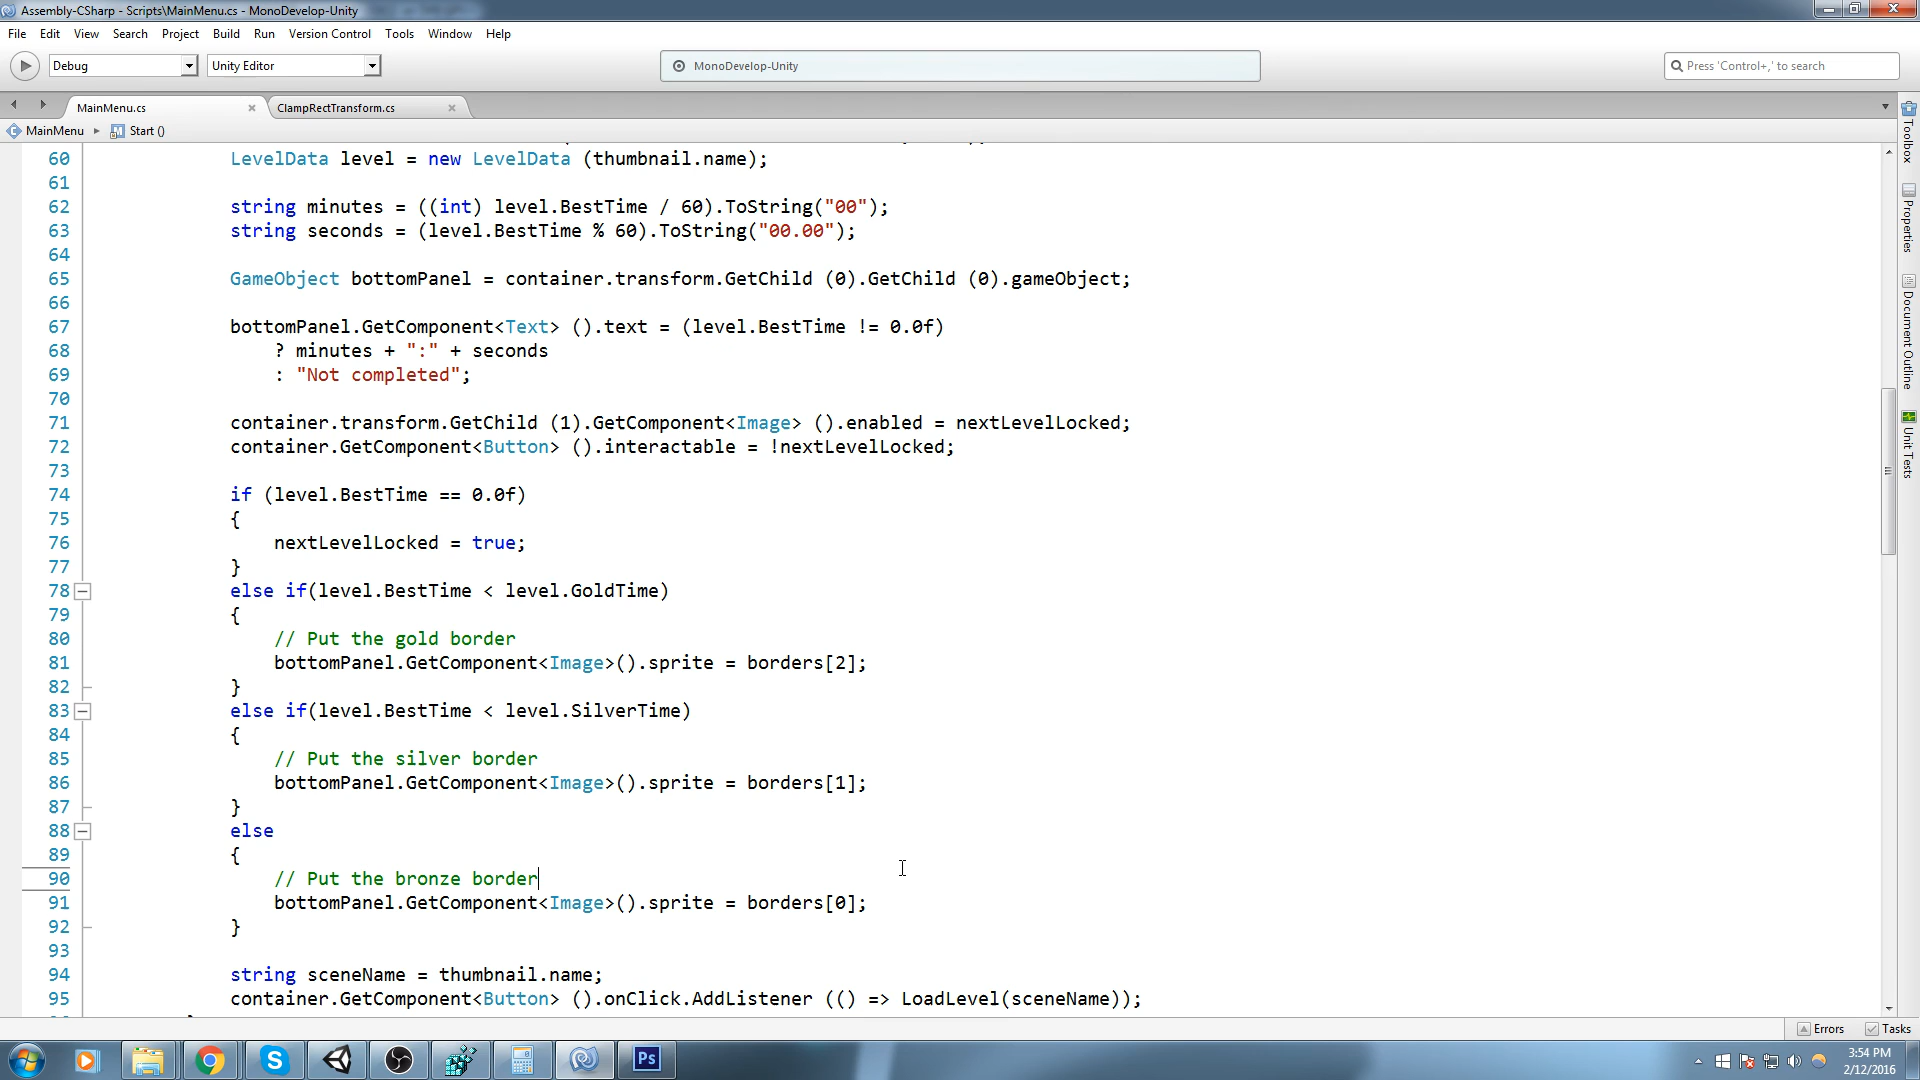 Assembly-CSharp - Scripts\MainMenu.cs - MonoDevelop-Unity
File Edit View Search Project Build Run Version Control Tools Window Help
Debug Unity Editor MonoDevelop-Unity Press 'Control+,' to search
MainMenu.cs ClampRectTransform.cs
MainMenu Start ()
60 LevelData level = new LevelData (thumbnail.name);
61
62 string minutes = ((int) level.BestTime / 60).ToString("00");
63 string seconds = (level.BestTime % 60).ToString("00.00");
64
65 GameObject bottomPanel = container.transform.GetChild (0).GetChild (0).gameObject;
66
67 bottomPanel.GetComponent<Text> ().text = (level.BestTime != 0.0f)
68 ? minutes + ":" + seconds
69 : "Not completed";
70
71 container.transform.GetChild (1).GetComponent<Image> ().enabled = nextLevelLocked;
72 container.GetComponent<Button> ().interactable = !nextLevelLocked;
73
74 if (level.BestTime == 0.0f)
75 {
76 nextLevelLocked = true;
77 }
78 else if(level.BestTime < level.GoldTime)
79 {
80 // Put the gold border
81 bottomPanel.GetComponent<Image>().sprite = borders[2];
82 }
83 else if(level.BestTime < level.SilverTime)
84 {
85 // Put the silver border
86 bottomPanel.GetComponent<Image>().sprite = borders[1];
87 }
88 else
89 {
90 // Put the bronze border
91 bottomPanel.GetComponent<Image>().sprite = borders[0];
92 }
93
94 string sceneName = thumbnail.name;
95 container.GetComponent<Button> ().onClick.AddListener (() => LoadLevel(sceneName));
Toolbox
Properties
Document Outline
Unit Tests
Errors Tasks
Ps
3:54 PM
2/12/2016